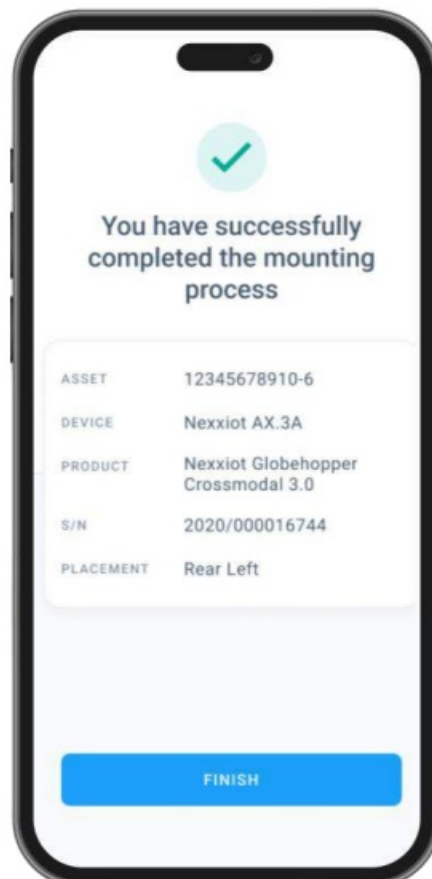 You have successfully
completed the mounting
process
ASSET 12345678910-6
DEVICE Nexxiot AX.3A
PRODUCT Nexxiot Globehopper
Crossmodal 3.0
S/N 2020/000016744
PLACEMENT Rear Left
FINISH